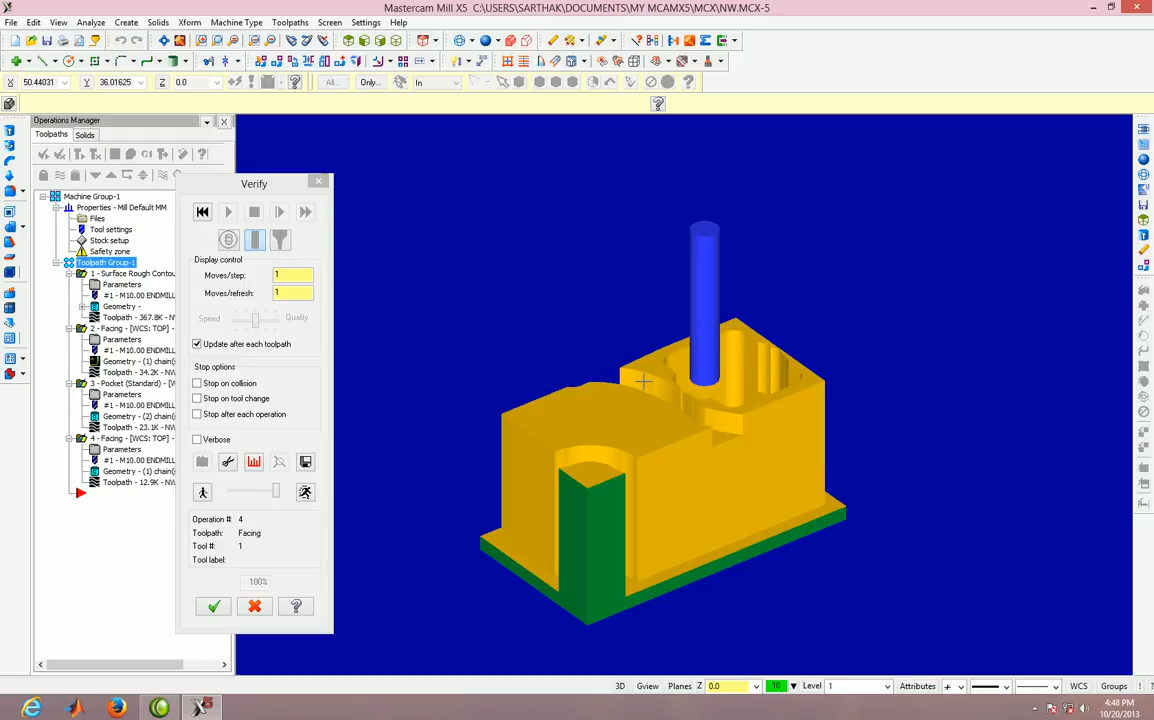 Mastercam Mill X5 C:\USERS\SARTHAK\DOCUMENTS\MY MCAMX5\MCX\NW.MCX-5
File Edit View Analyze Create Solids Xform Machine Type Toolpaths Screen Settings Help
X 50.44031 Y 36.01625 Z 0.0 All... Only... In
Operations Manager
Toolpaths Solids
G1
Machine Group-1
Properties - Mill Default MM
Files
Tool settings
Stock setup
Safety zone
Toolpath Group-1
1 - Surface Rough Contou
Parameters
#1 - M10.00 ENDMILL
Geometry -
Toolpath - 367.8K - NV
2 - Facing - [WCS: TOP] -
Parameters
#1 - M10.00 ENDMILL
Geometry - (1) chain(s
Toolpath - 34.2K - NW
3 - Pocket (Standard) - [W
Parameters
#1 - M10.00 ENDMILL
Geometry - (2) chain(s
Toolpath - 23.1K - NW
4 - Facing - [WCS: TOP] -
Parameters
#1 - M10.00 ENDMILL
Geometry - (1) chain(s
Toolpath - 12.9K - NW
Verify
Display control
Moves/step: 1
Moves/refresh: 1
Speed Quality
Update after each toolpath
Stop options
Stop on collision
Stop on tool change
Stop after each operation
Verbose
Operation #: 4
Toolpath: Facing
Tool #: 1
Tool label:
100%
3D Gview Planes Z 0.0 10 Level 1 Attributes WCS Groups ! ?
4:48 PM
10/20/2013